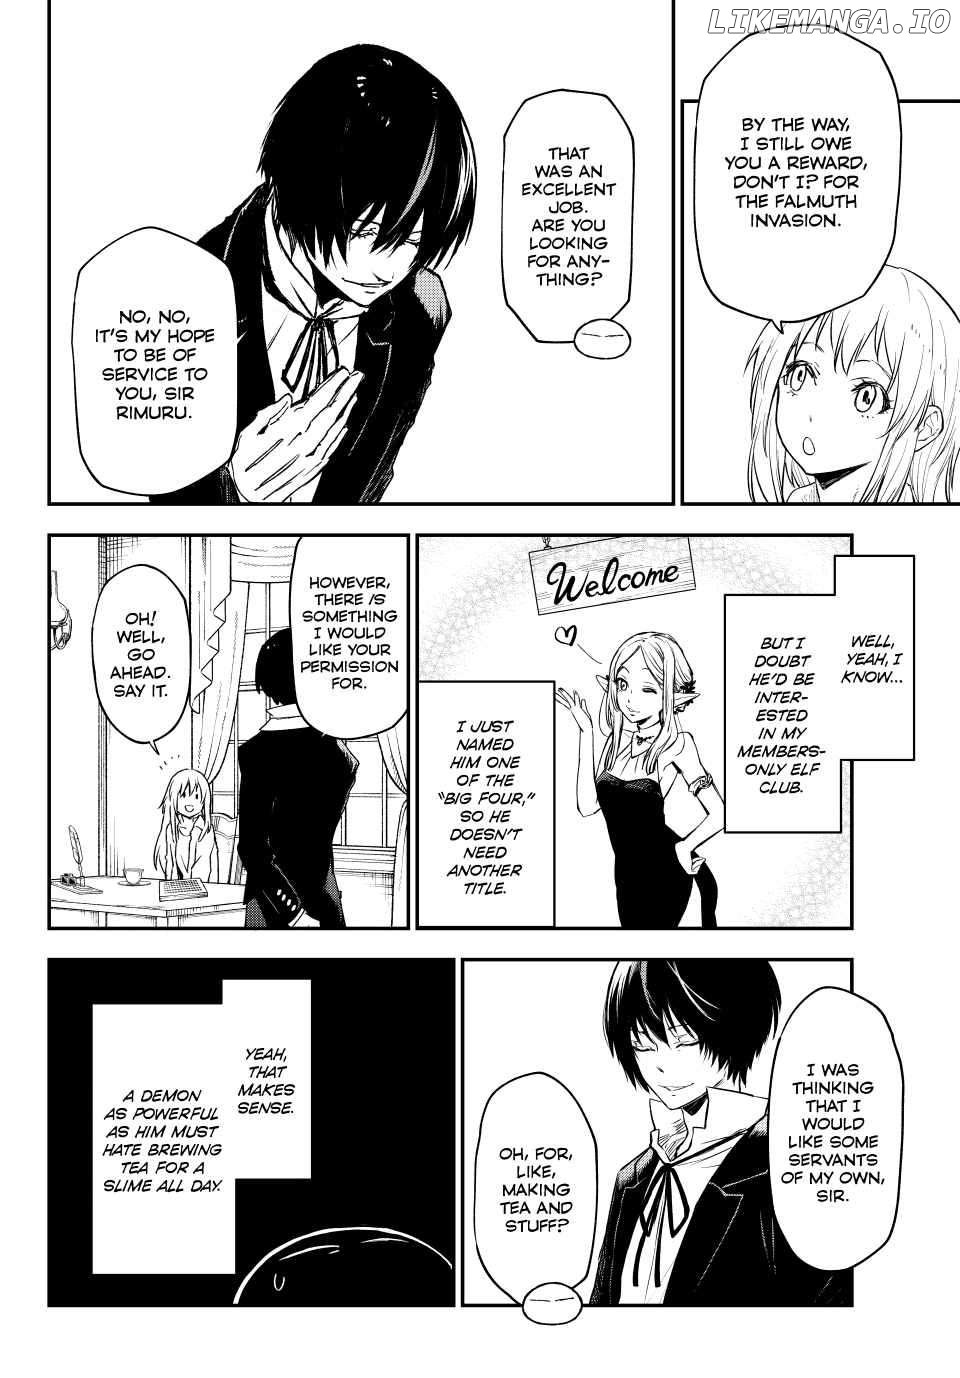 LIKEMANGA.IO
BY THE WAY,
I STILL OWE
YOU A REWARD,
DON'T I? FOR
THE FALMUTH
INVASION.
THAT
WAS AN
EXCELLENT
JOB.
ARE YOU
LOOKING
FOR ANY-
THING?
NO, NO,
IT'S MY HOPE
TO BE OF
SERVICE TO
YOU, SIR
RIMURU.
WELL,
YEAH, I
KNOW...
BUT I
DOUBT
HE'D BE
INTER-
ESTED
IN MY
MEMBERS-
ONLY ELF
CLUB.
Welcome
I JUST
NAMED
HIM ONE
OF THE
"BIG FOUR,"
SO HE
DOESN'T
NEED
ANOTHER
TITLE.
HOWEVER,
THERE IS
SOMETHING
I WOULD
LIKE YOUR
PERMISSION
FOR.
OH!
WELL,
GO
AHEAD.
SAY IT.
I WAS
THINKING
THAT I
WOULD
LIKE SOME
SERVANTS
OF MY OWN,
SIR.
OH, FOR,
LIKE,
MAKING
TEA AND
STUFF?
YEAH,
THAT
MAKES
SENSE.
A DEMON
AS POWERFUL
AS HIM MUST
HATE BREWING
TEA FOR A
SLIME ALL DAY.